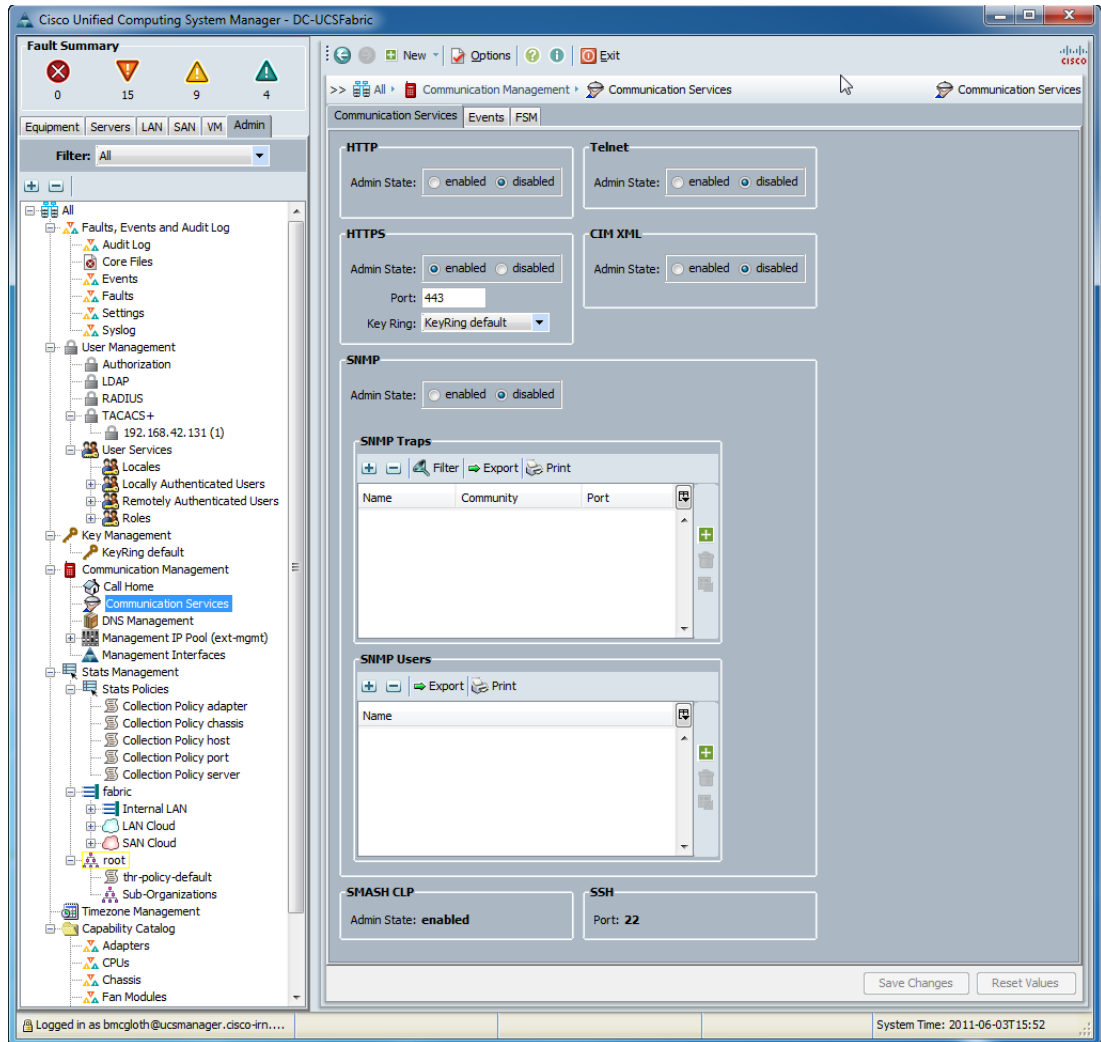 Cisco Unified Computing System Manager - DC-UCSFabric
Fault Summary
0 15 9 4
Equipment Servers LAN SAN VM Admin
Filter: All
All
Faults, Events and Audit Log
Audit Log
Core Files
Events
Faults
Settings
Syslog
User Management
Authorization
LDAP
RADIUS
TACACS+
192.168.42.131 (1)
User Services
Locales
Locally Authenticated Users
Remotely Authenticated Users
Roles
Key Management
KeyRing default
Communication Management
Call Home
Communication Services
DNS Management
Management IP Pool (ext-mgmt)
Management Interfaces
Stats Management
Stats Policies
Collection Policy adapter
Collection Policy chassis
Collection Policy host
Collection Policy port
Collection Policy server
fabric
Internal LAN
LAN Cloud
SAN Cloud
root
thr-policy-default
Sub-Organizations
Timezone Management
Capability Catalog
Adapters
CPUs
Chassis
Fan Modules
New Options Exit
CISCO
>> All Communication Management Communication Services Communication Services
Communication Services Events FSM
HTTP
Admin State: enabled disabled
Telnet
Admin State: enabled disabled
HTTPS
Admin State: enabled disabled
Port: 443
Key Ring: KeyRing default
CIM XML
Admin State: enabled disabled
SNMP
Admin State: enabled disabled
SNMP Traps
Filter Export Print
Name Community Port
SNMP Users
Export Print
Name
SMASH CLP
Admin State: enabled
SSH
Port: 22
Save Changes Reset Values
Logged in as bmcgloth@ucsmanager.cisco-irn....
System Time: 2011-06-03T15:52